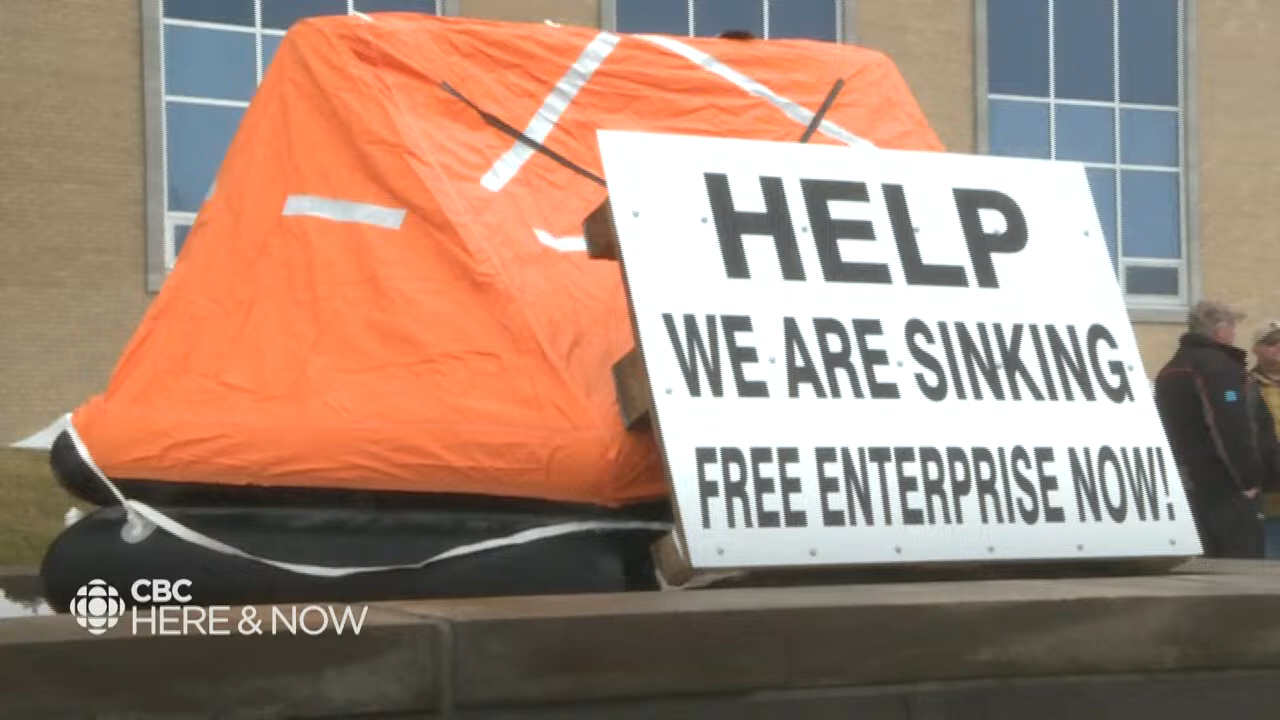 HELP
WE ARE SINKING
FREE ENTERPRISE NOW!
CBC
HERE & NOW